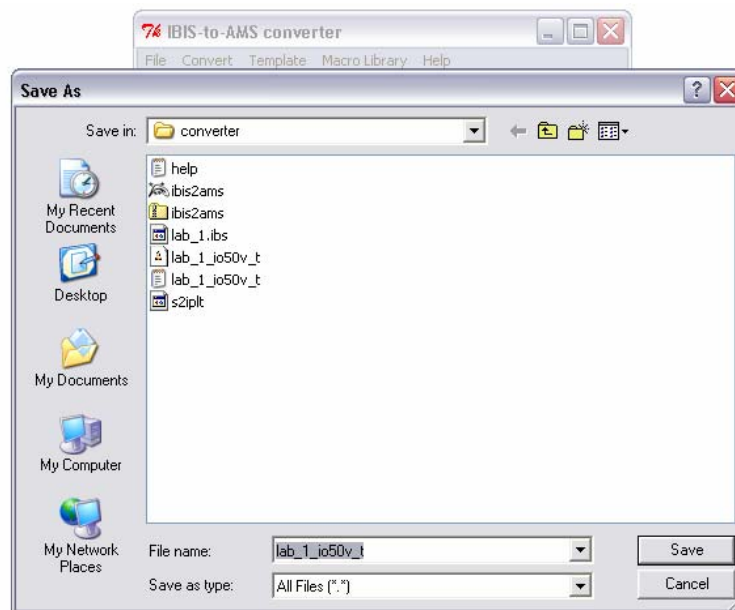 IBIS-to-AMS converter
File Convert Template Macro Library Help
Save As
Save in: converter
help
ibis2ams
ibis2ams
lab_1.ibs
lab_1_io50v_t
lab_1_io50v_t
s2iplt
My Recent
Documents
Desktop
My Documents
My Computer
My Network
Places
File name: lab_1_io50v_t Save
Save as type: All Files (*.*) Cancel